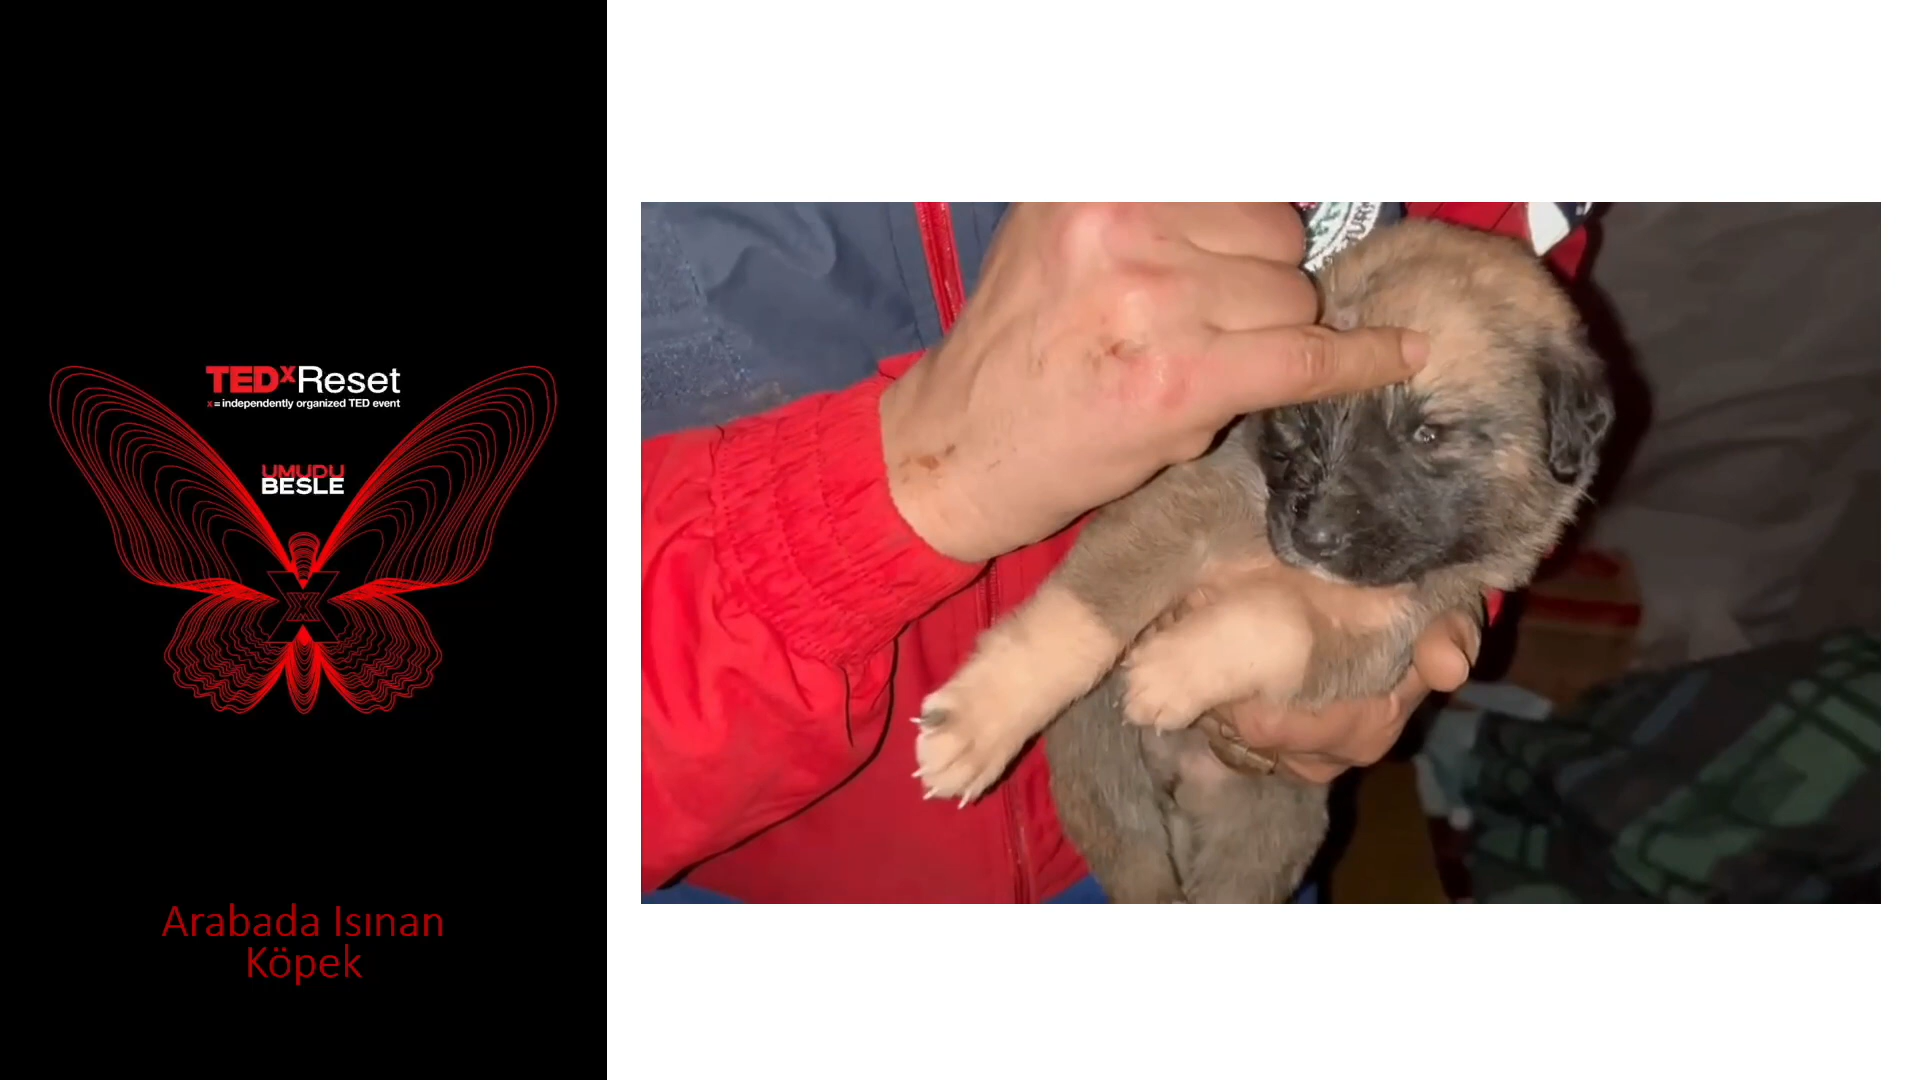 TEDxReset
x = independently organized TED event
UMUDU
BESLE
Arabada Isınan
Köpek